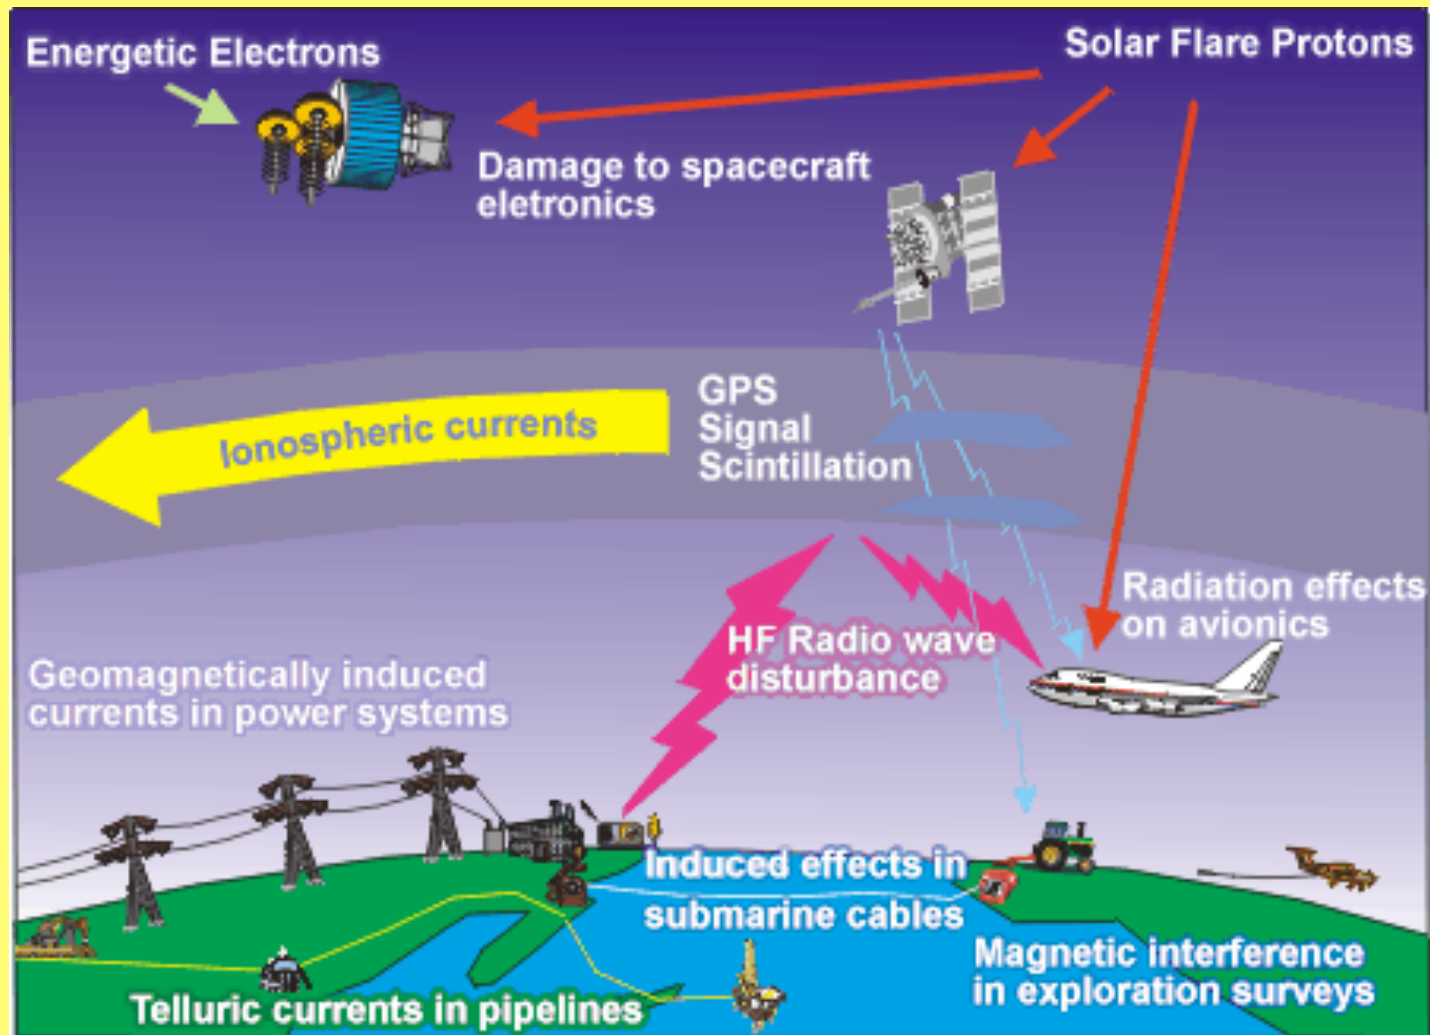 Energetic Electrons
Solar Flare Protons
Damage to spacecraft
eletronics
GPS
Signal
Scintillation
Ionospheric currents
Radiation effects
on avionics
HF Radio wave
disturbance
Geomagnetically induced
currents in power systems
Induced effects in
submarine cables
Magnetic interference
in exploration surveys
Telluric currents in pipelines